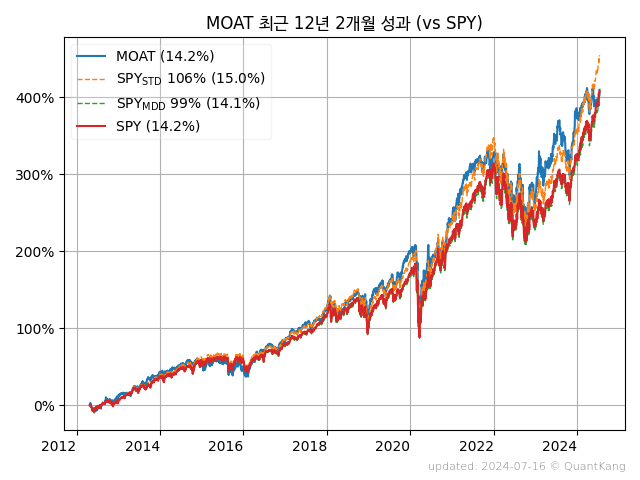 MOAT 최근 12년 2개월 성과 (vs SPY)
MOAT (14.2%)
SPY_STD 106% (15.0%)
SPY_MDD 99% (14.1%)
SPY (14.2%)
400%
300%
200%
100%
0%
2012 2014 2016 2018 2020 2022 2024
updated: 2024-07-16 © QuantKang